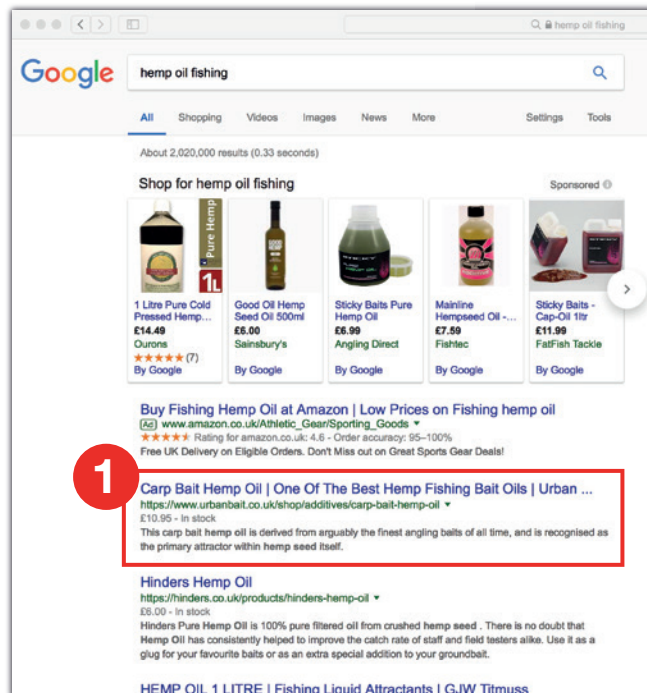 hemp oil fishing
Google
hemp oil fishing
All Shopping Videos Images News More Settings Tools
About 2,020,000 results (0.33 seconds)
Shop for hemp oil fishing
Sponsored
Pure Hemp
1L
GOOD HEMP
STICKY
1 Litre Pure Cold Pressed Hemp...
£14.49
Ourons
(7)
By Google
Good Oil Hemp Seed Oil 500ml
£6.00
Sainsbury's
By Google
Sticky Baits Pure Hemp Oil
£6.99
Angling Direct
By Google
Mainline Hempseed Oil -...
£7.59
Fishtec
By Google
Sticky Baits - Cap-Oil 1ltr
£11.99
FatFish Tackle
By Google
Buy Fishing Hemp Oil at Amazon | Low Prices on Fishing hemp oil
Ad www.amazon.co.uk/Athletic_Gear/Sporting_Goods
Rating for amazon.co.uk: 4.6 - Order accuracy: 95–100%
Free UK Delivery on Eligible Orders. Don't Miss out on Great Sports Gear Deals!
1
Carp Bait Hemp Oil | One Of The Best Hemp Fishing Bait Oils | Urban ...
https://www.urbanbait.co.uk/shop/additives/carp-bait-hemp-oil
£10.95 - In stock
This carp bait hemp oil is derived from arguably the finest angling baits of all time, and is recognised as
the primary attractor within hemp seed itself.
Hinders Hemp Oil
https://hinders.co.uk/products/hinders-hemp-oil
£6.00 - In stock
Hinders Pure Hemp Oil is 100% pure filtered oil from crushed hemp seed . There is no doubt that
Hemp Oil has consistently helped to improve the catch rate of staff and field testers alike. Use it as a
glug for your favourite baits or as an extra special addition to your groundbait.
HEMP OIL 1 LITRE | Fishing Liquid Attractants | GJW Titmuss